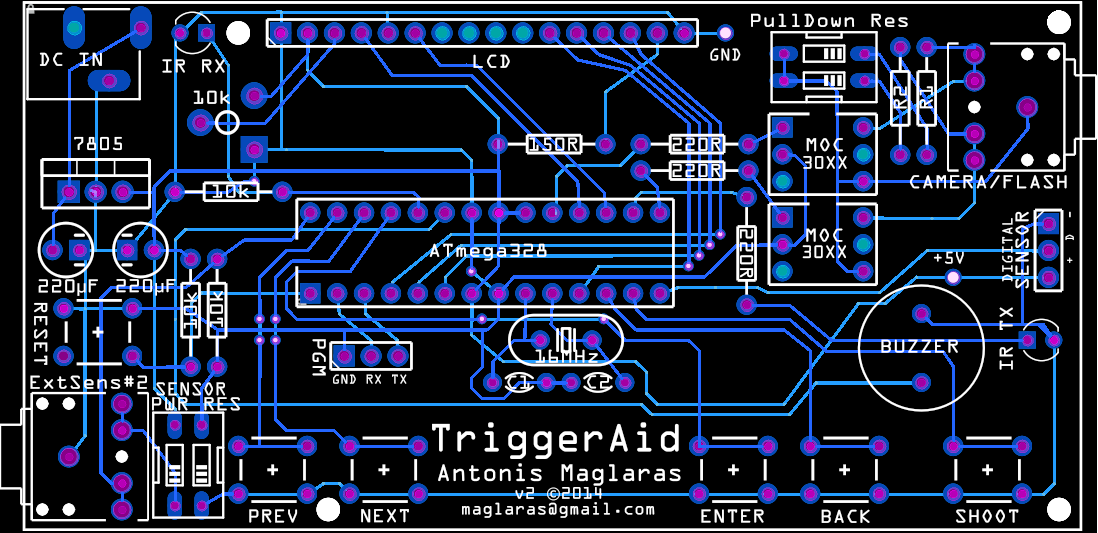 PullDown Res
DC IN
IR RX
LCD
GND
10k
R2
R1
7805
150R
220R
MOC
30XX
220R
10k
CAMERA/FLASH
ATmega328
220R
MOC
30XX
DIGITAL
SENSOR
- D +
+5V
220µF
220µF
10k
10k
RESET
+
PGM
GND RX TX
16MHz
C1
C2
BUZZER
IR TX
ExtSens#2
SENSOR
PWR RES
TriggerAid
Antonis Maglaras
v2 ©2014
maglaras@gmail.com
+
+
+
+
+
PREV
NEXT
ENTER
BACK
SHOOT